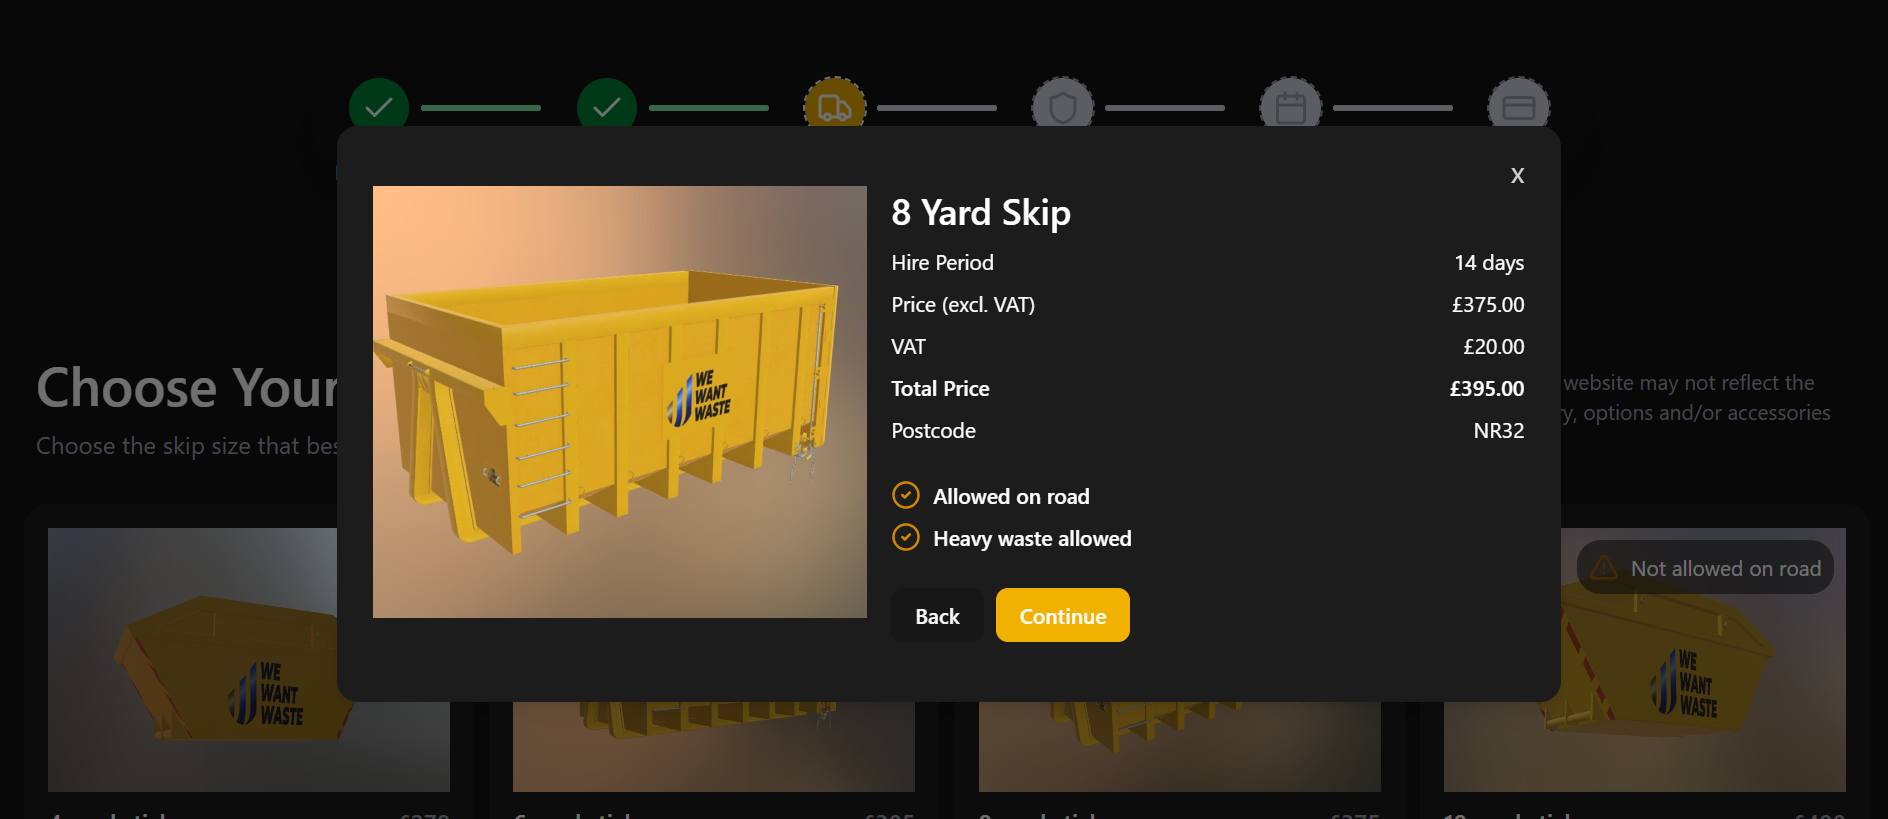 X
8 Yard Skip
Hire Period 14 days
Price (excl. VAT) £375.00
VAT £20.00
Total Price £395.00
Postcode NR32
Allowed on road
Heavy waste allowed
Back Continue
WE
WANT
WASTE
Choose Your
Choose the skip size that
website may not reflect the
options and/or accessories
Not allowed on road
WE
WANT
WASTE
WE
WANT
WASTE